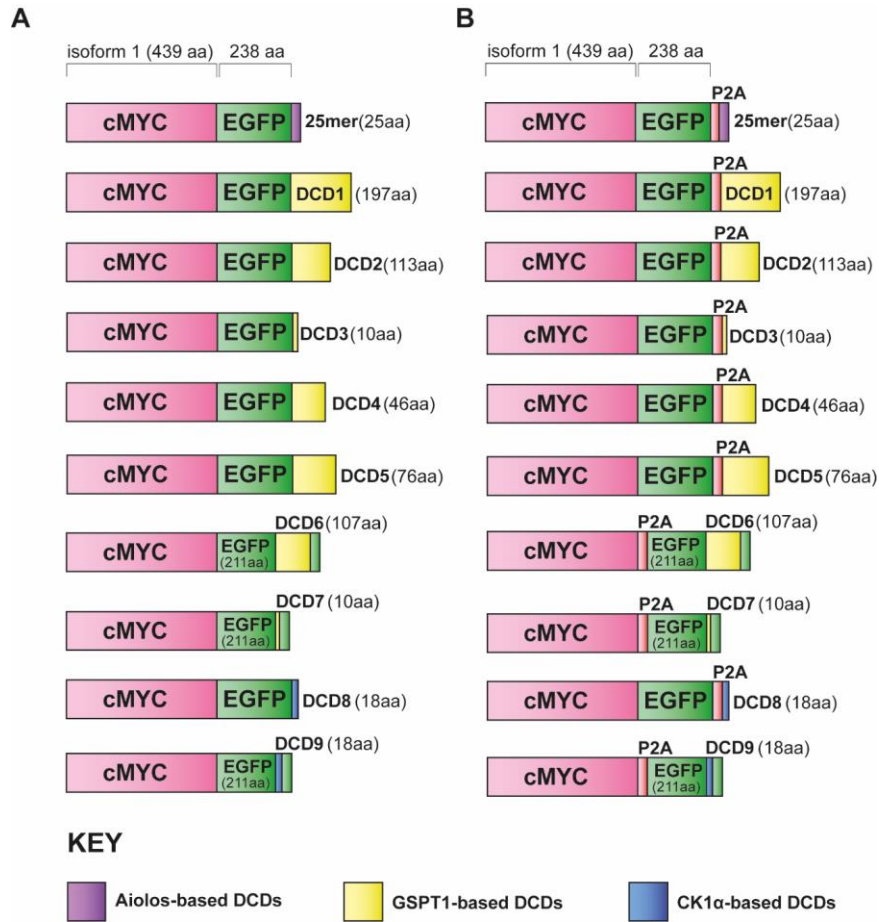 A
isoform 1 (439 aa) 238 aa
cMYC EGFP 25mer(25aa)
cMYC EGFP DCD1 (197aa)
cMYC EGFP DCD2(113aa)
cMYC EGFP DCD3(10aa)
cMYC EGFP DCD4(46aa)
cMYC EGFP DCD5(76aa)
DCD6(107aa)
cMYC EGFP
(211aa)
DCD7(10aa)
cMYC EGFP
(211aa)
cMYC EGFP DCD8(18aa)
DCD9(18aa)
cMYC EGFP
(211aa)
B
isoform 1 (439 aa) 238 aa
P2A
cMYC EGFP 25mer(25aa)
P2A
cMYC EGFP DCD1 (197aa)
P2A
cMYC EGFP DCD2(113aa)
P2A
cMYC EGFP DCD3(10aa)
P2A
cMYC EGFP DCD4(46aa)
P2A
cMYC EGFP DCD5(76aa)
P2A DCD6(107aa)
cMYC EGFP
(211aa)
P2A DCD7(10aa)
cMYC EGFP
(211aa)
P2A
cMYC EGFP DCD8(18aa)
P2A DCD9(18aa)
cMYC EGFP
(211aa)
KEY
Aiolos-based DCDs GSPT1-based DCDs CK1α-based DCDs